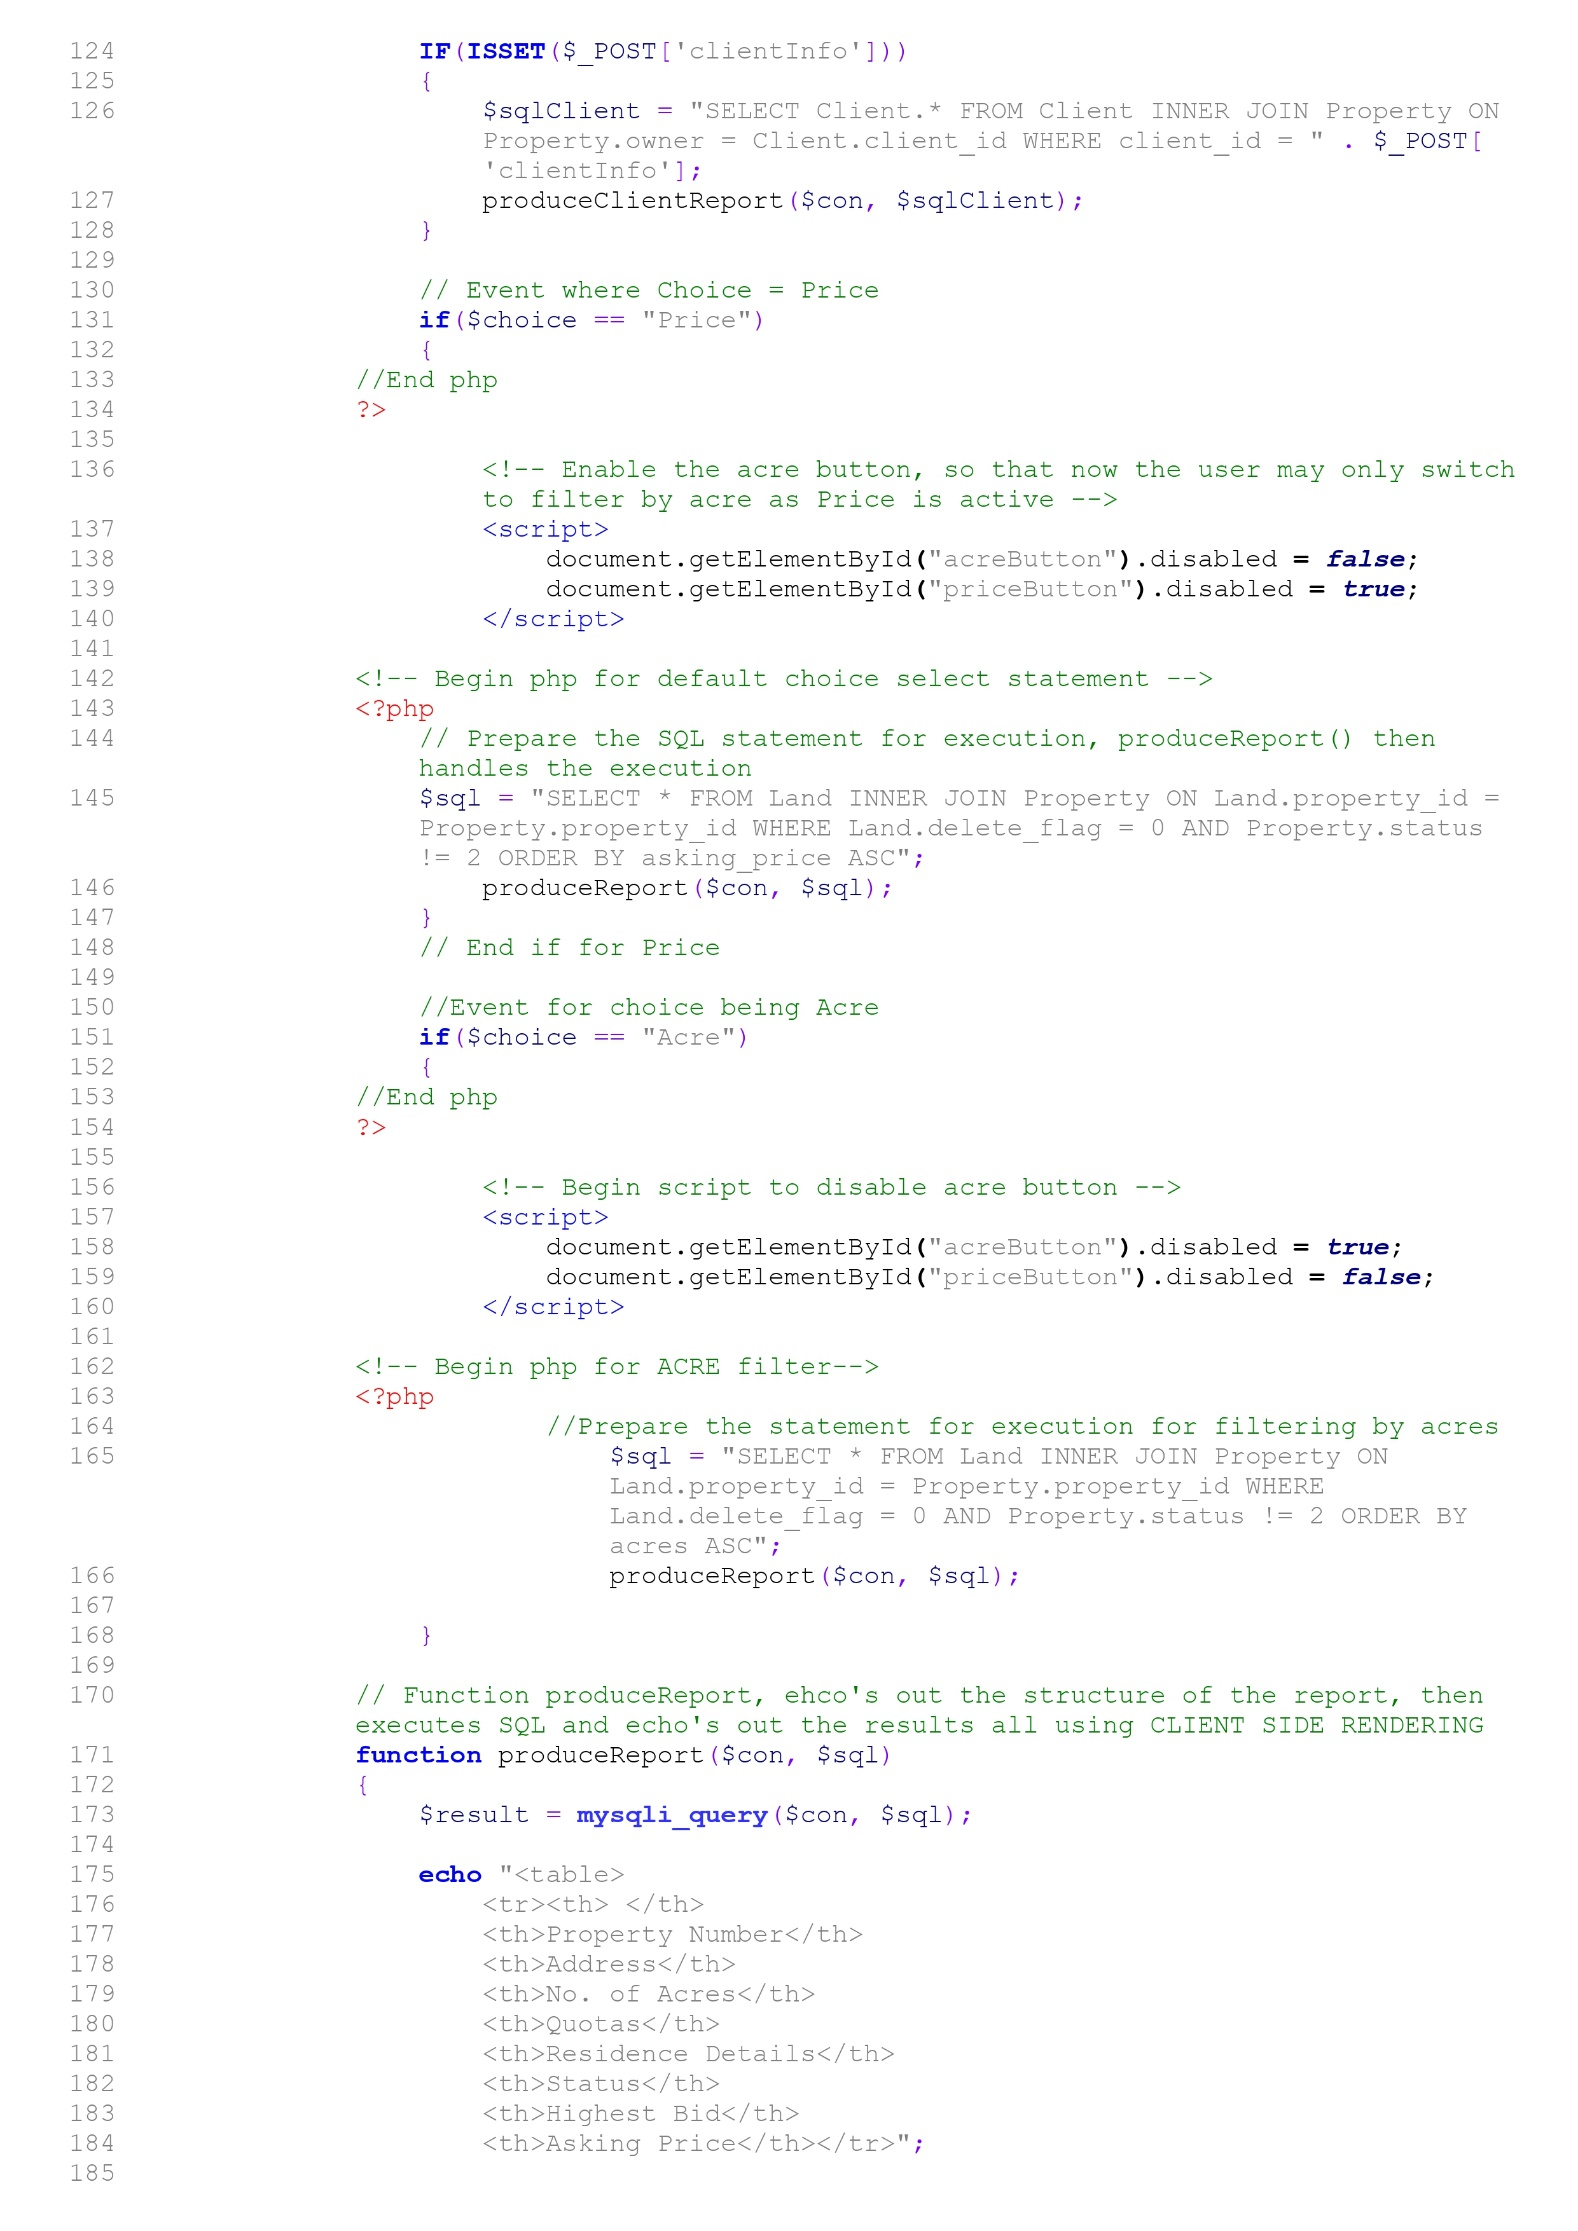 124 IF(ISSET($_POST['clientInfo']))
125 {
126 $sqlClient = "SELECT Client.* FROM Client INNER JOIN Property ON
Property.owner = Client.client_id WHERE client_id = " . $_POST[
'clientInfo'];
127 produceClientReport($con, $sqlClient);
128 }
129
130 // Event where Choice = Price
131 if($choice == "Price")
132 {
133 //End php
134 ?>
135
136 <!-- Enable the acre button, so that now the user may only switch
to filter by acre as Price is active -->
137 <script>
138 document.getElementById("acreButton").disabled = false;
139 document.getElementById("priceButton").disabled = true;
140 </script>
141
142 <!-- Begin php for default choice select statement -->
143 <?php
144 // Prepare the SQL statement for execution, produceReport() then
handles the execution
145 $sql = "SELECT * FROM Land INNER JOIN Property ON Land.property_id =
Property.property_id WHERE Land.delete_flag = 0 AND Property.status
!= 2 ORDER BY asking_price ASC";
146 produceReport($con, $sql);
147 }
148 // End if for Price
149
150 //Event for choice being Acre
151 if($choice == "Acre")
152 {
153 //End php
154 ?>
155
156 <!-- Begin script to disable acre button -->
157 <script>
158 document.getElementById("acreButton").disabled = true;
159 document.getElementById("priceButton").disabled = false;
160 </script>
161
162 <!-- Begin php for ACRE filter-->
163 <?php
164 //Prepare the statement for execution for filtering by acres
165 $sql = "SELECT * FROM Land INNER JOIN Property ON
Land.property_id = Property.property_id WHERE
Land.delete_flag = 0 AND Property.status != 2 ORDER BY
acres ASC";
166 produceReport($con, $sql);
167
168 }
169
170 // Function produceReport, ehco's out the structure of the report, then
executes SQL and echo's out the results all using CLIENT SIDE RENDERING
171 function produceReport($con, $sql)
172 {
173 $result = mysqli_query($con, $sql);
174
175 echo "<table>
176 <tr><th> </th>
177 <th>Property Number</th>
178 <th>Address</th>
179 <th>No. of Acres</th>
180 <th>Quotas</th>
181 <th>Residence Details</th>
182 <th>Status</th>
183 <th>Highest Bid</th>
184 <th>Asking Price</th></tr>";
185